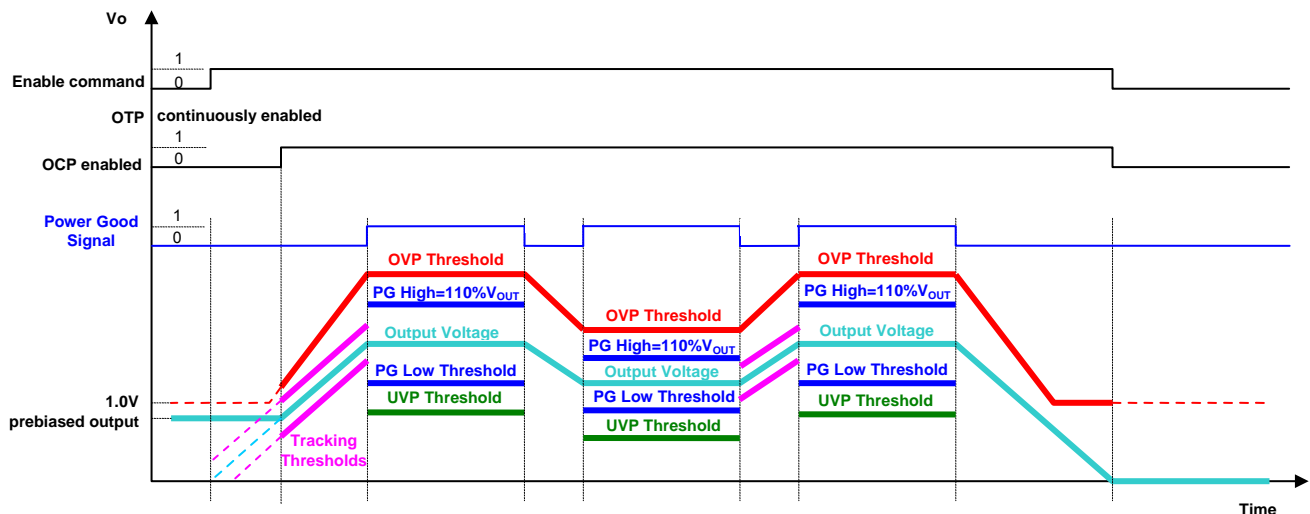 Vo
1
Enable command
0
OTP continuously enabled
1
OCP enabled
0
Power Good
Signal
1
0
OVP Threshold
PG High=110%VOUT
Output Voltage
PG Low Threshold
UVP Threshold
OVP Threshold
PG High=110%VOUT
Output Voltage
PG Low Threshold
UVP Threshold
OVP Threshold
PG High=110%VOUT
Output Voltage
PG Low Threshold
UVP Threshold
1.0V
prebiased output
Tracking
Thresholds
Time